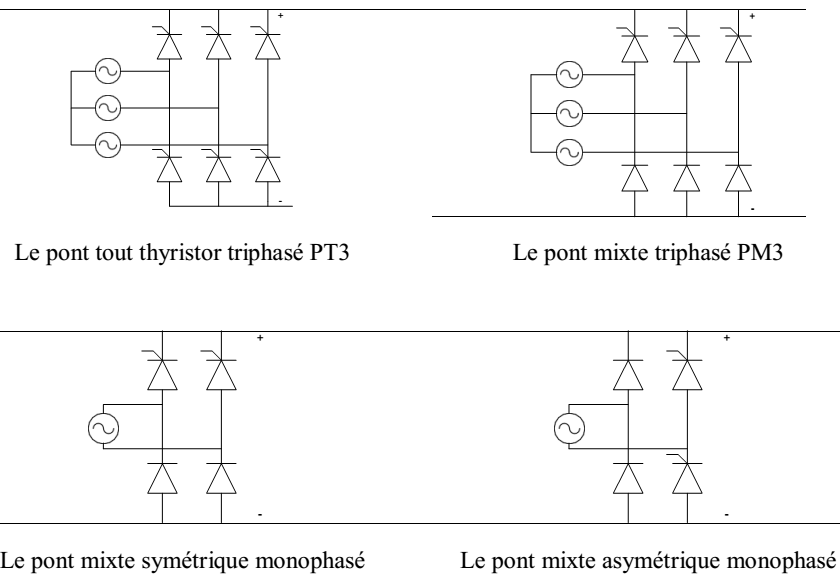 +
+
-
-
Le pont tout thyristor triphasé PT3
Le pont mixte triphasé PM3
+
+
-
-
Le pont mixte symétrique monophasé
Le pont mixte asymétrique monophasé